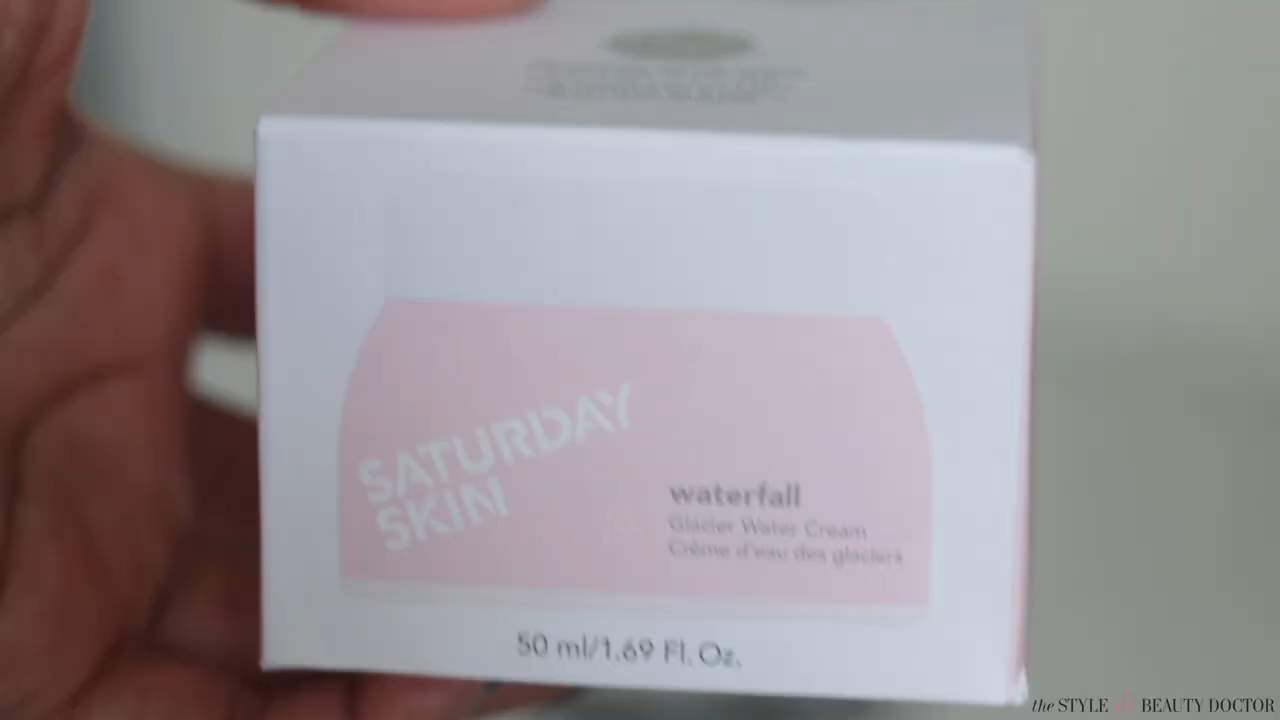 SATURDAY
SKIN
waterfall
Glacier Water Cream
Crème d'eau des glaciers
50 ml/1.69 Fl. Oz.
the STYLE & BEAUTY DOCTOR